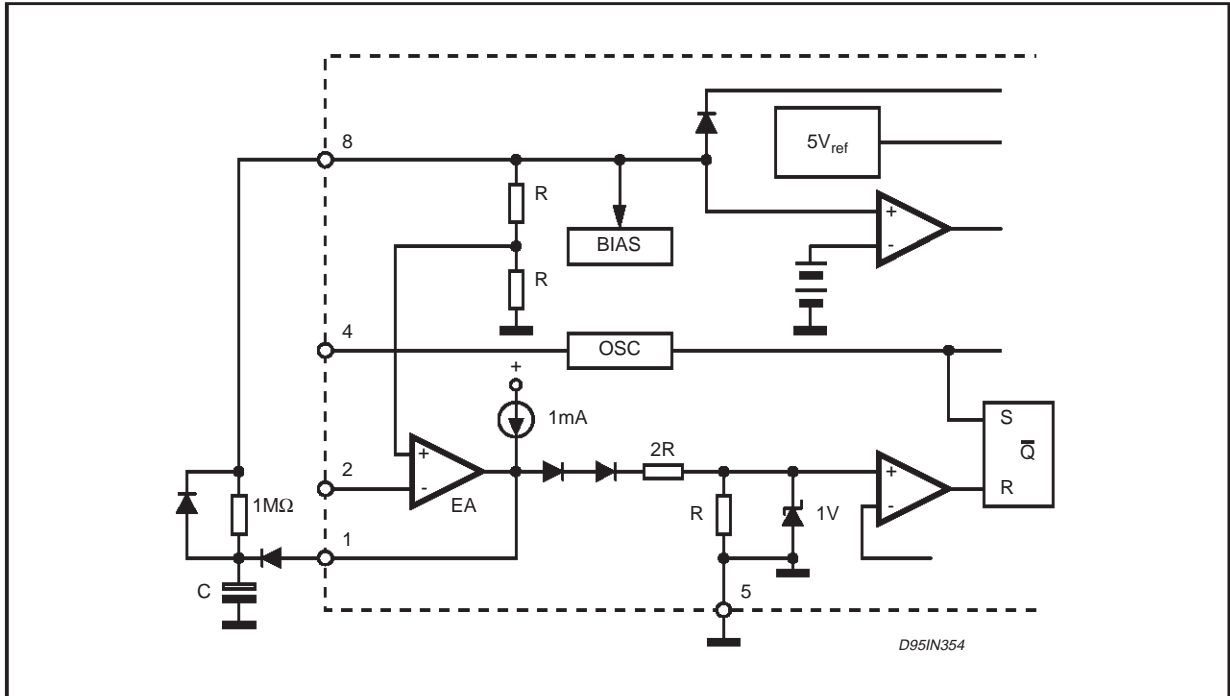 8
5Vref
R
+
-
BIAS
R
4
OSC
+
1mA
S
Q̅
2R
2
+
-
EA
+
-
R
1MΩ
R
1V
1
C
5
D95IN354